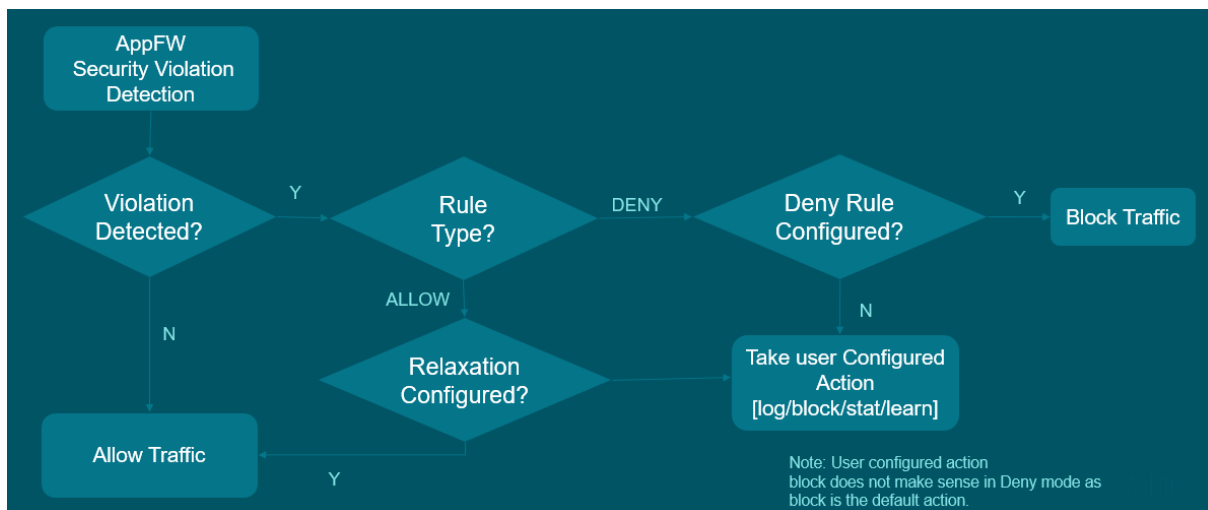 AppFW
Security Violation
Detection
Violation
Detected?
Y
Rule
Type?
DENY
Deny Rule
Configured?
Y
Block Traffic
ALLOW
N
N
Relaxation
Configured?
Take user Configured
Action
[log/block/stat/learn]
Allow Traffic
Y
Note: User configured action
block does not make sense in Deny mode as
block is the default action.